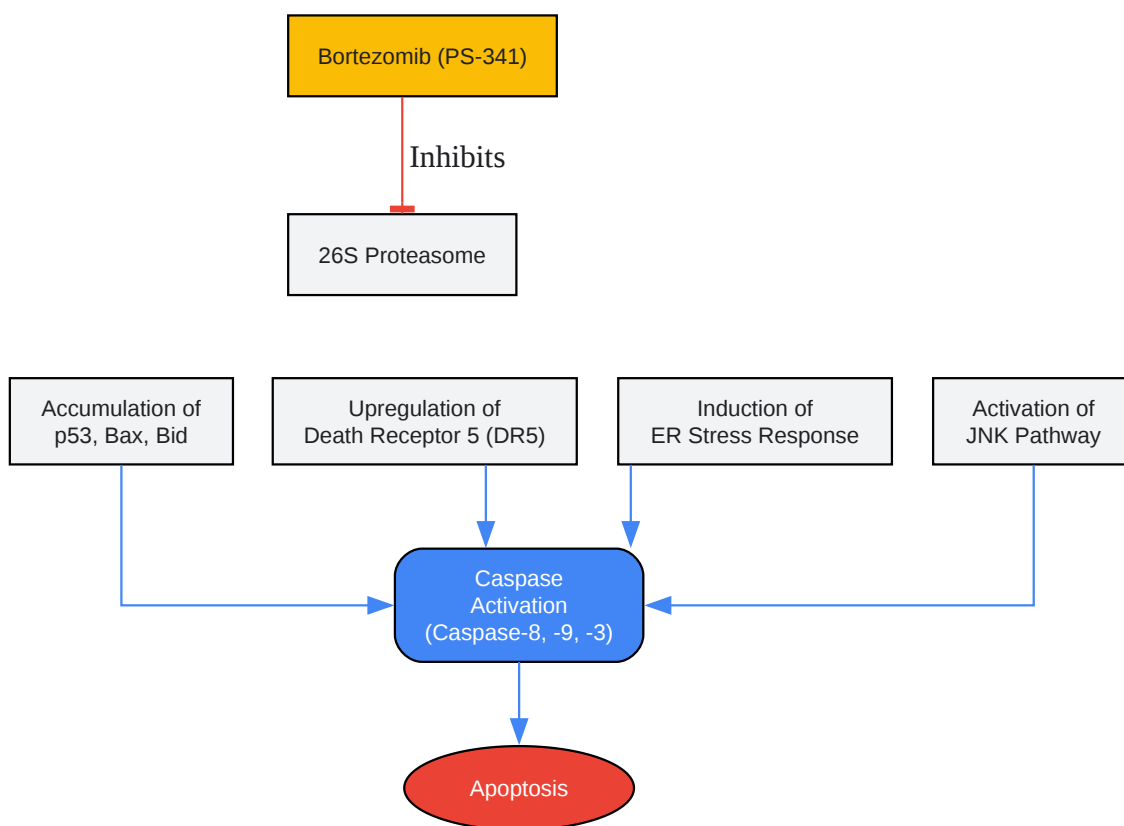 Bortezomib (PS-341)
Inhibits
26S Proteasome
Accumulation of
p53, Bax, Bid
Upregulation of
Death Receptor 5 (DR5)
Induction of
ER Stress Response
Activation of
JNK Pathway
Caspase
Activation
(Caspase-8, -9, -3)
Apoptosis